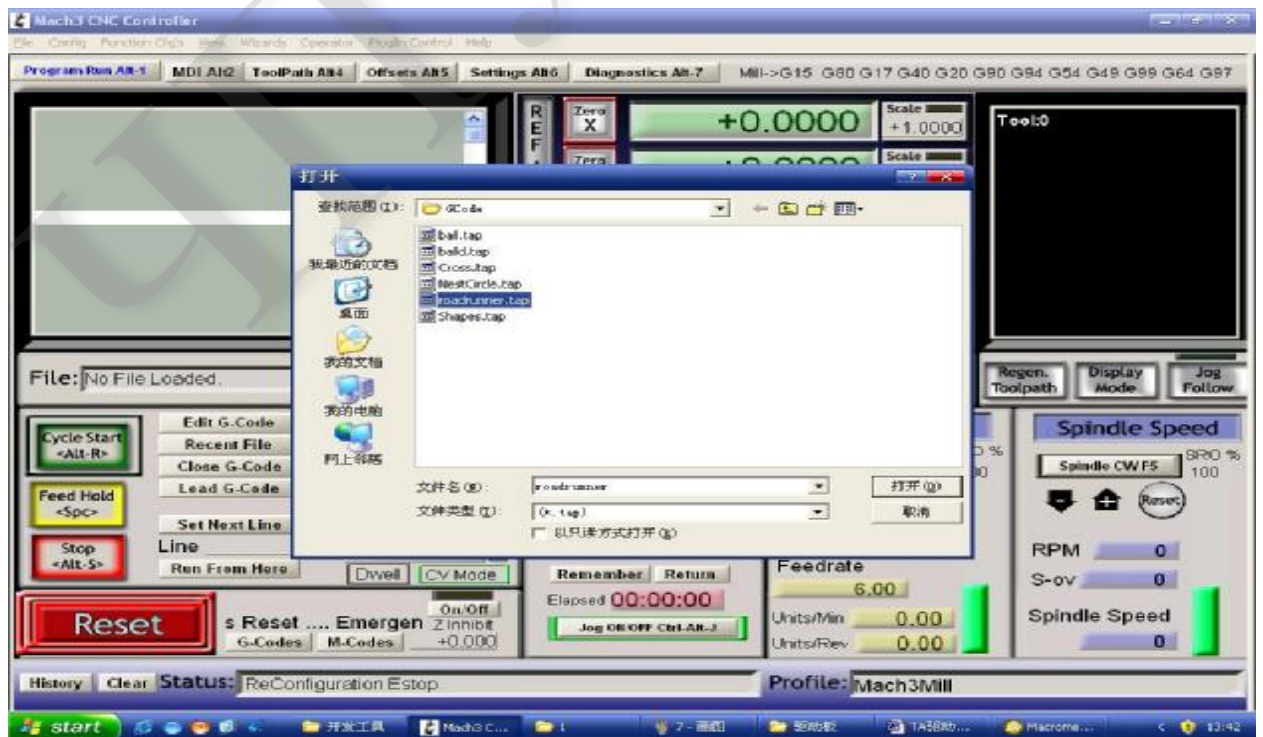 Mach3 CNC Controller
File Config Function Cfg's View Wizards Operator PlugIn Control Help
Program Run Alt-1 MDI Alt2 ToolPath Alt4 Offsets Alt5 Settings Alt6 Diagnostics Alt-7 Mill->G15 G80 G17 G40 G20 G90 G94 G54 G49 G99 G64 G97
REF
Zero X +0.0000 Scale +1.0000
Tool:0
Zero Scale
打开
查找范围(I): GCode
ball.tap
bald.tap
Cross.tap
NestCircle.tap
roadrunner.tap
Shapes.tap
我最近的文档
桌面
我的文档
我的电脑
网上邻居
文件名(N): roadrunner 打开(O)
文件类型(T): (*.tap) 取消
以只读方式打开(R)
File: No File Loaded.
Regen. Toolpath Display Mode Jog Follow
Cycle Start <Alt-R>
Feed Hold <Spc>
Stop <Alt-S>
Edit G-Code
Recent File
Close G-Code
Load G-Code
Set Next Line
Line
Run From Here
Dwell CV Mode
Reset
s Reset .... Emergen
G-Codes M-Codes
On/Off
Z Inhibit
+0.000
Remember Return
Elapsed 00:00:00
Jog ON/OFF Ctrl-Alt-J
Feedrate
6.00
Units/Min 0.00
Units/Rev 0.00
Spindle Speed
Spindle CW F5
SRO %
100
Reset
RPM 0
S-ov 0
Spindle Speed
0
History Clear Status: ReConfiguration Estop. Profile: Mach3Mill
start 开发工具 Mach3 C... 1 7 - 画图 驱动板 Macrome... 13:42